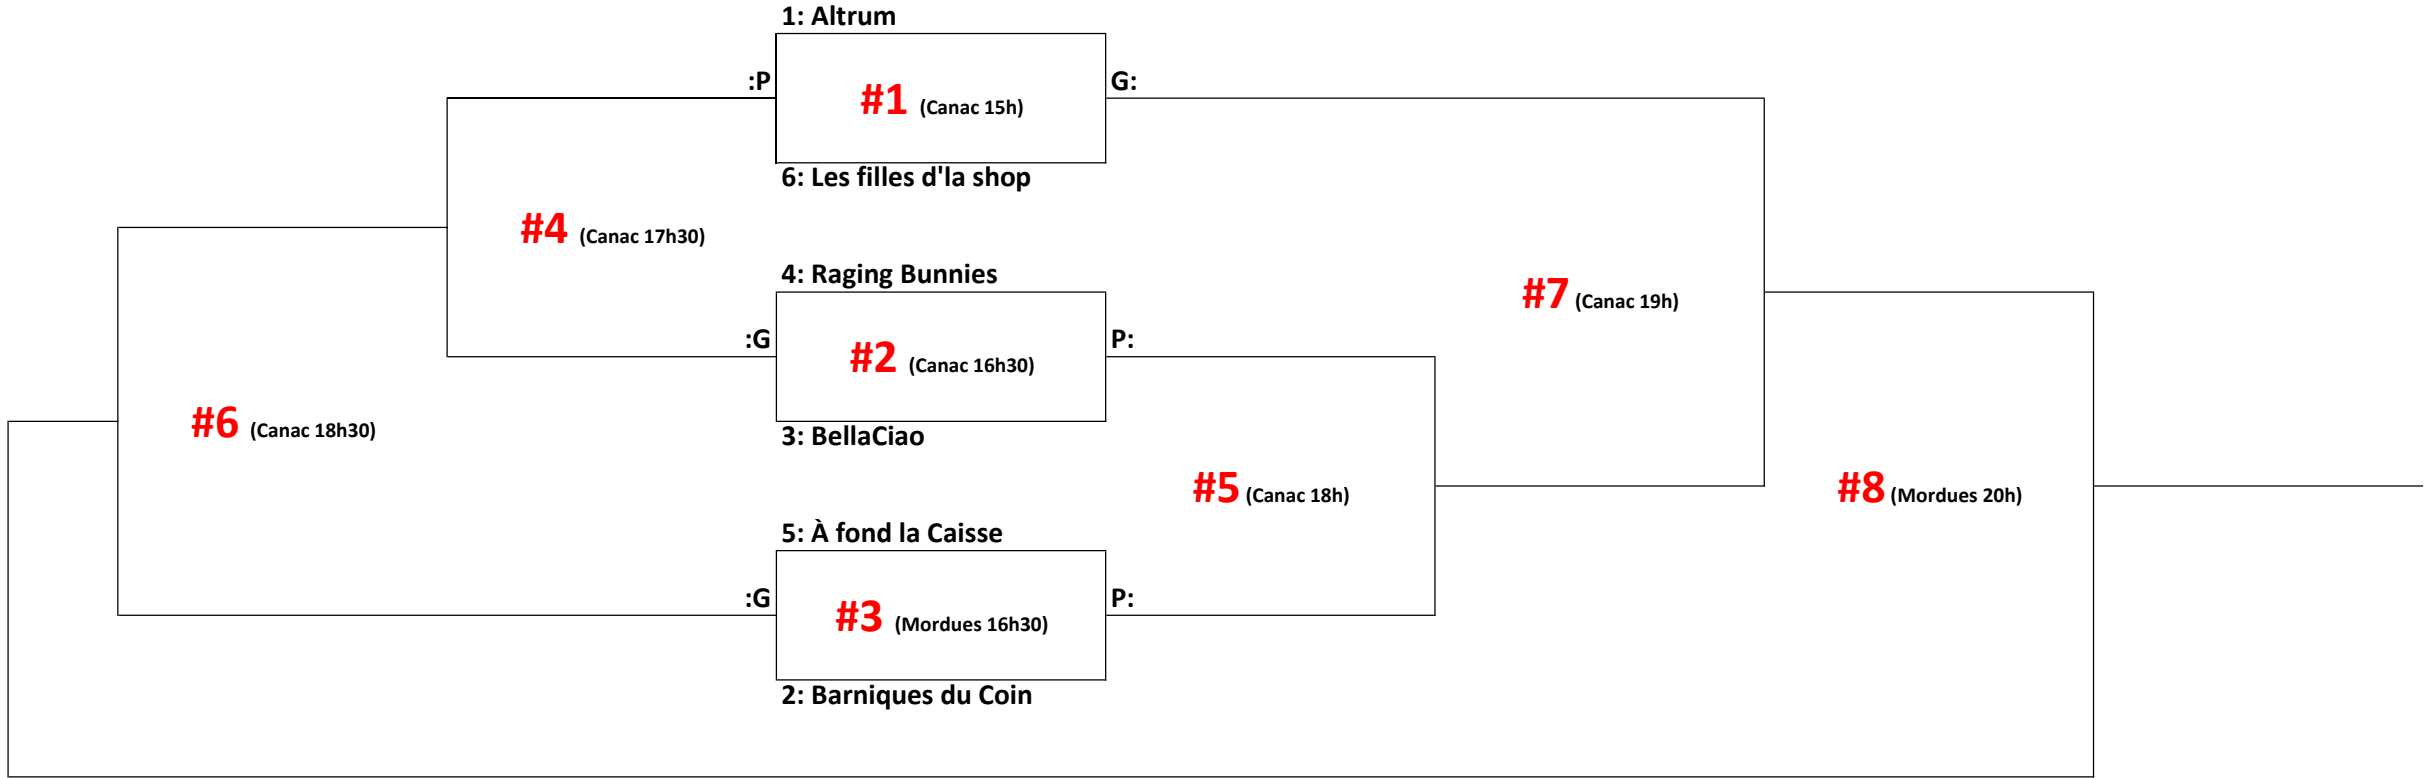 1: Altrum
:P
#1 (Canac 15h)
G:
6: Les filles d'la shop
#4 (Canac 17h30)
4: Raging Bunnies
#7 (Canac 19h)
:G
#2 (Canac 16h30)
P:
#6 (Canac 18h30)
3: BellaCiao
#5 (Canac 18h)
#8 (Mordues 20h)
5: À fond la Caisse
:G
#3 (Mordues 16h30)
P:
2: Barniques du Coin